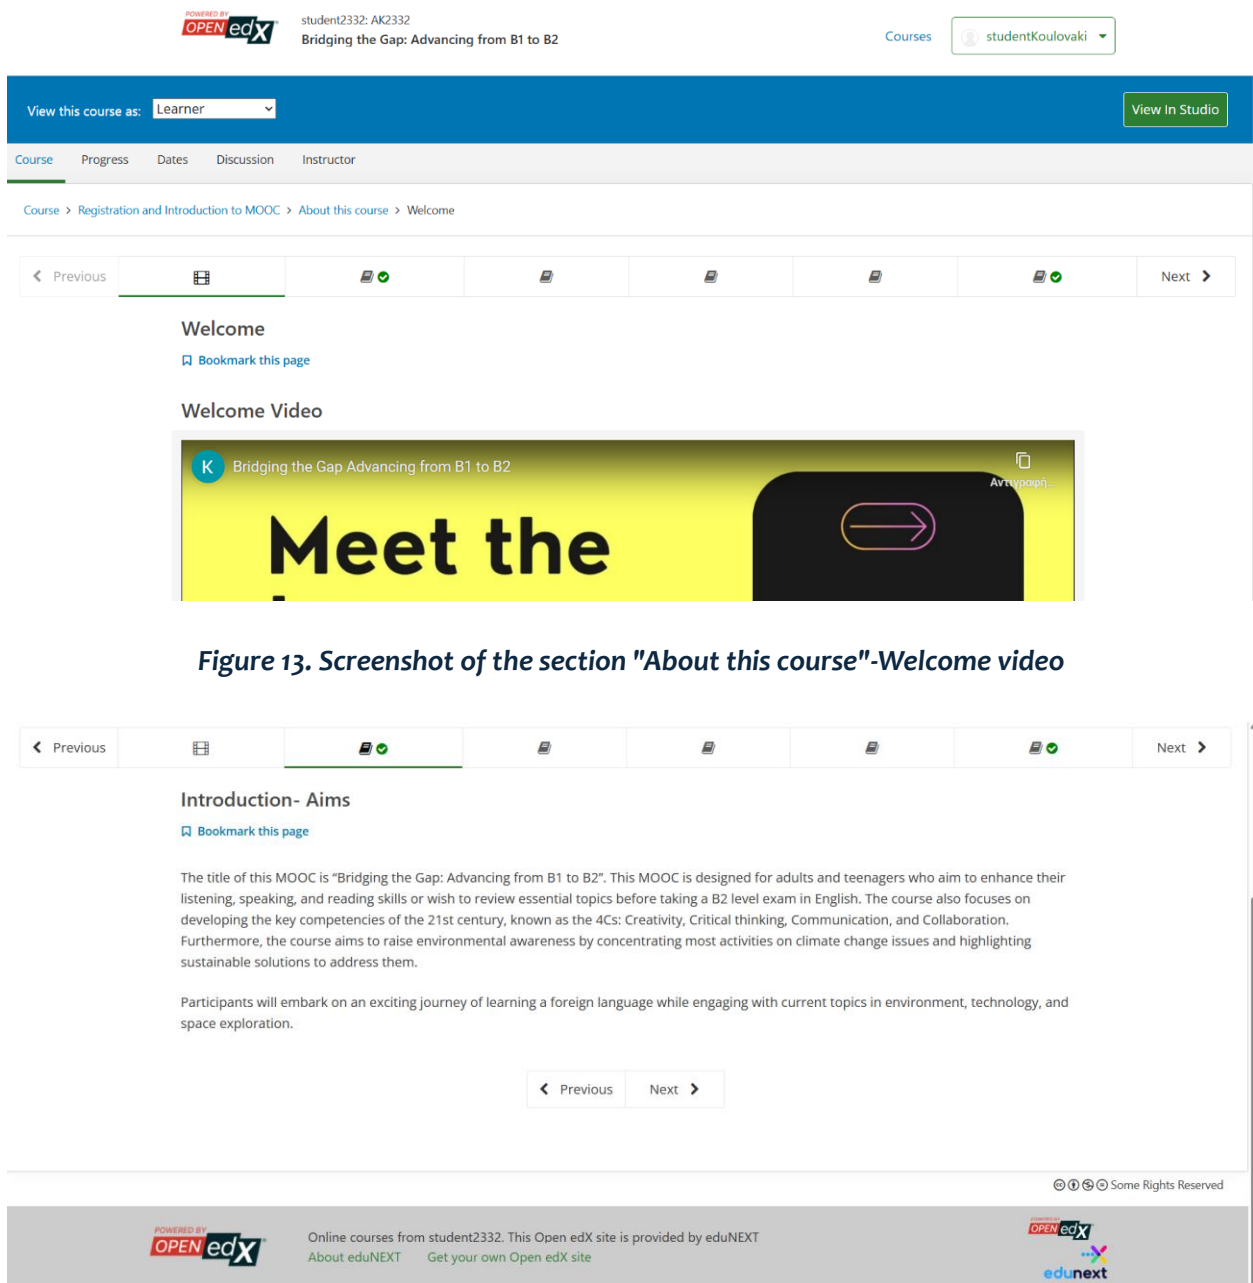 POWERED BY
OPEN edX
student2332: AK2332
Bridging the Gap: Advancing from B1 to B2
Courses
studentKoulovaki
View this course as:
Learner
View In Studio
Course Progress Dates Discussion Instructor
Course > Registration and Introduction to MOOC > About this course > Welcome
Previous
Next
Welcome
Bookmark this page
Welcome Video
K
Bridging the Gap Advancing from B1 to B2
Αντιγραφή...
Meet the
Figure 13. Screenshot of the section "About this course"-Welcome video
Previous
Next
Introduction- Aims
Bookmark this page
The title of this MOOC is “Bridging the Gap: Advancing from B1 to B2”. This MOOC is designed for adults and teenagers who aim to enhance their
listening, speaking, and reading skills or wish to review essential topics before taking a B2 level exam in English. The course also focuses on
developing the key competencies of the 21st century, known as the 4Cs: Creativity, Critical thinking, Communication, and Collaboration.
Furthermore, the course aims to raise environmental awareness by concentrating most activities on climate change issues and highlighting
sustainable solutions to address them.
Participants will embark on an exciting journey of learning a foreign language while engaging with current topics in environment, technology, and
space exploration.
Previous Next
Some Rights Reserved
POWERED BY
OPEN edX
Online courses from student2332. This Open edX site is provided by eduNEXT
About eduNEXT Get your own Open edX site
POWERED BY
OPEN edX
edunext